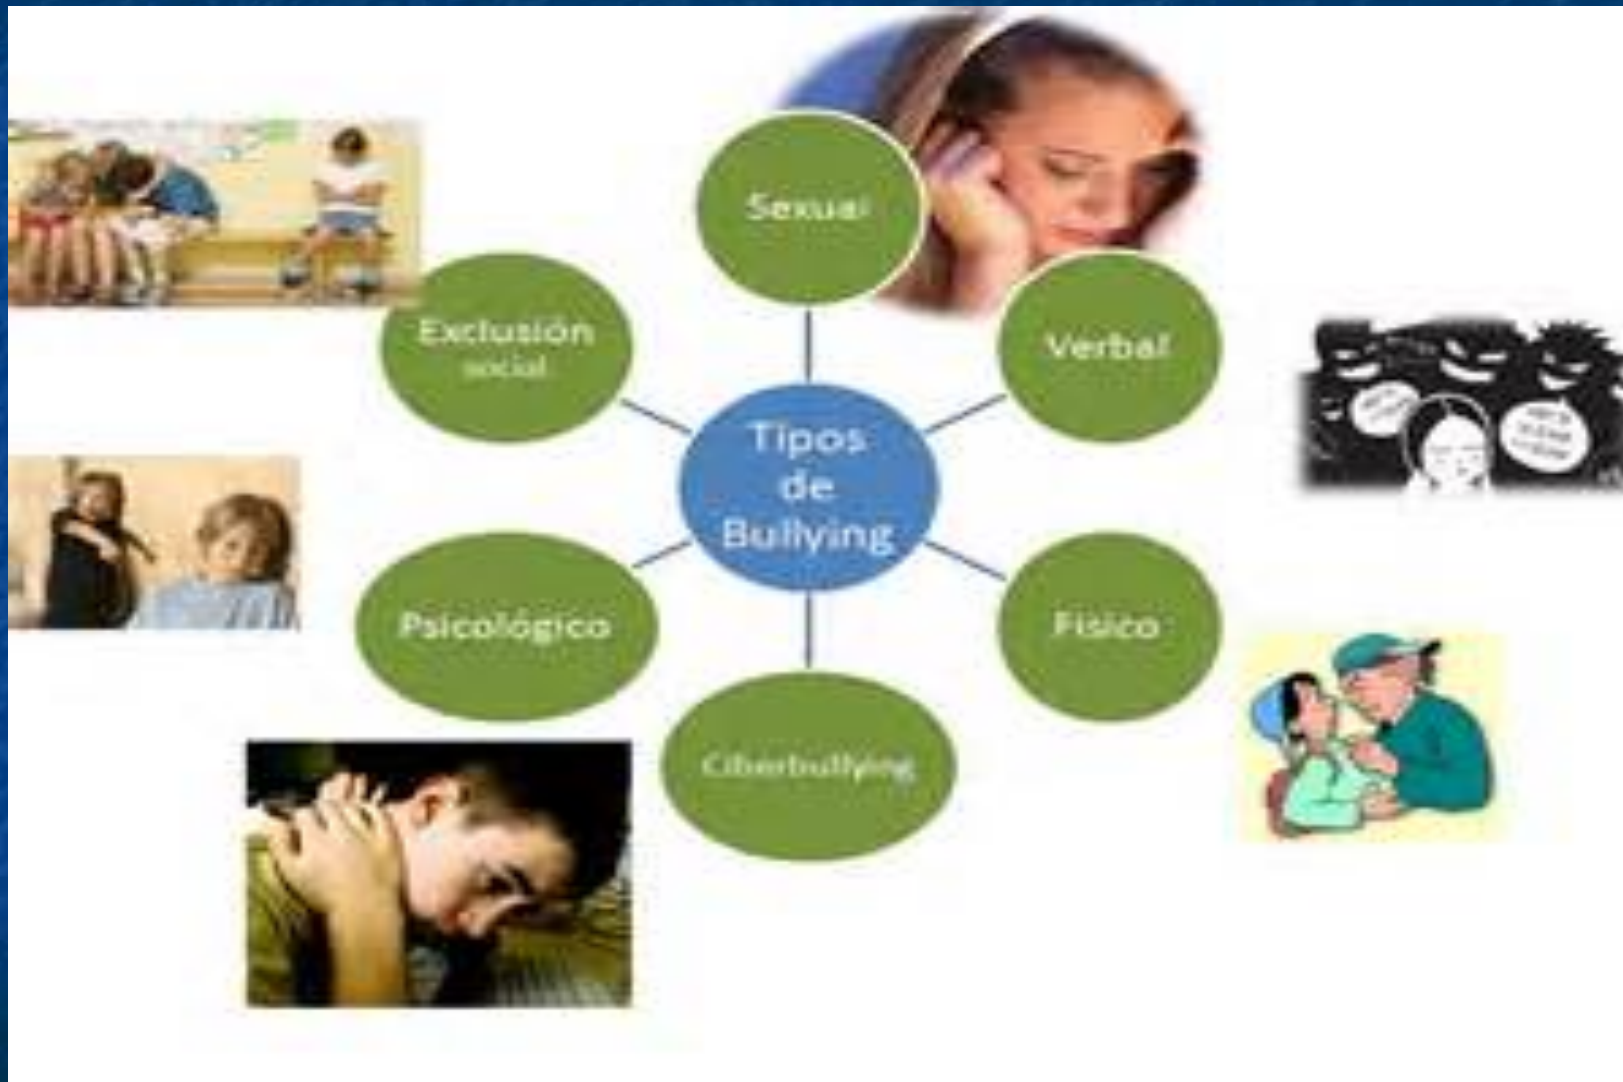 Sexual
Exclusión
social
Verbal
Tipos
de
Bullying
Psicológico
Físico
Ciberbullying